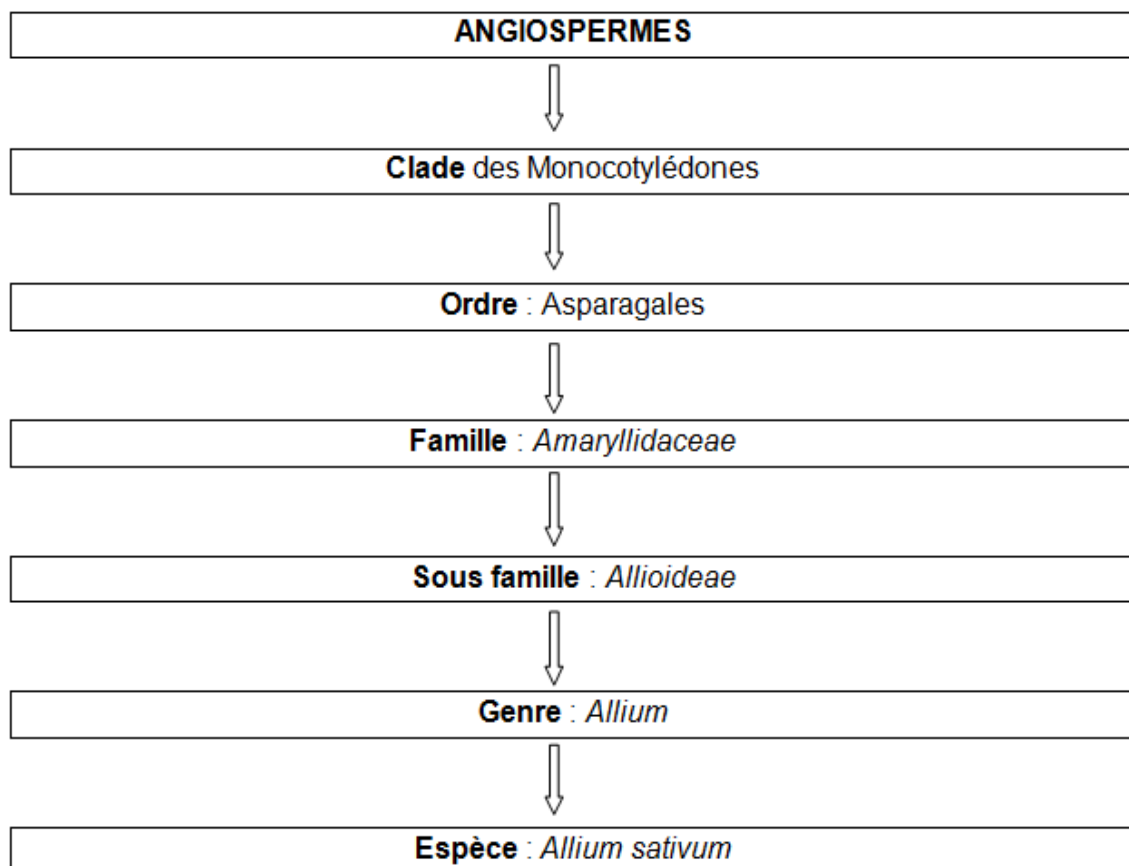 ANGIOSPERMES
Clade des Monocotylédones
Ordre : Asparagales
Famille : Amaryllidaceae
Sous famille : Allioideae
Genre : Allium
Espèce : Allium sativum